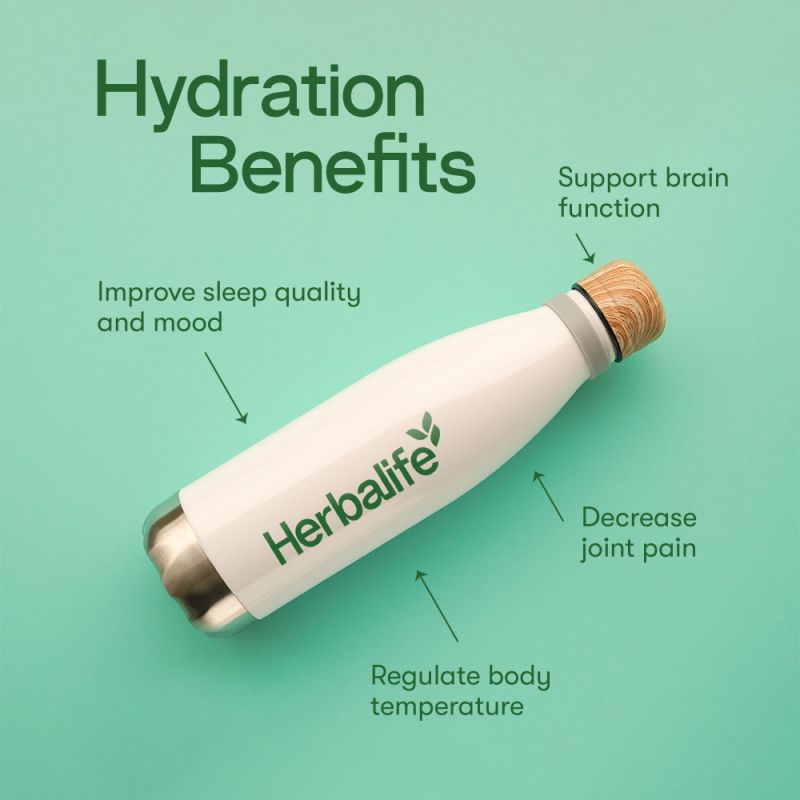 Hydration
Benefits
Support brain
function
Improve sleep quality
and mood
Herbalife
Decrease
joint pain
Regulate body
temperature